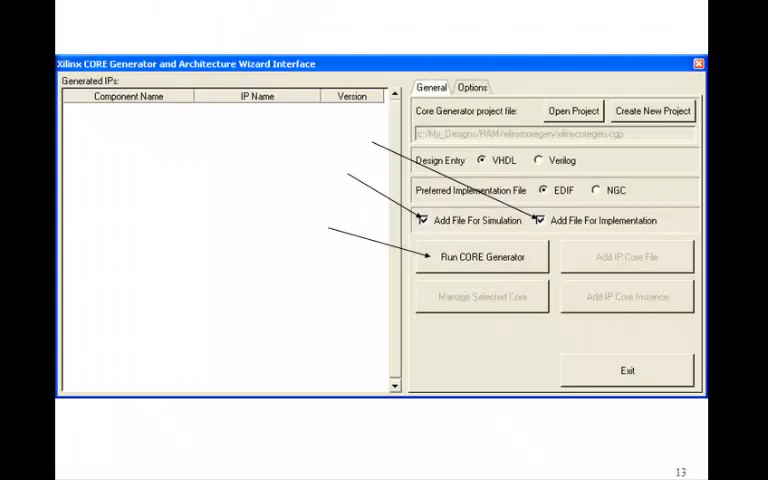 Xilinx CORE Generator and Architecture Wizard Interface
Generated IPs:
Component Name IP Name Version
General Options
Core Generator project file: Open Project Create New Project
c:/My_Designs/RAM/xilinxcoregen/xilinxcoregen.cgp
Design Entry VHDL Verilog
Preferred Implementation File EDIF NGC
Add File For Simulation Add File For Implementation
Run CORE Generator Add IP Core File
Manage Selected Core Add IP Core Instance
Exit
13